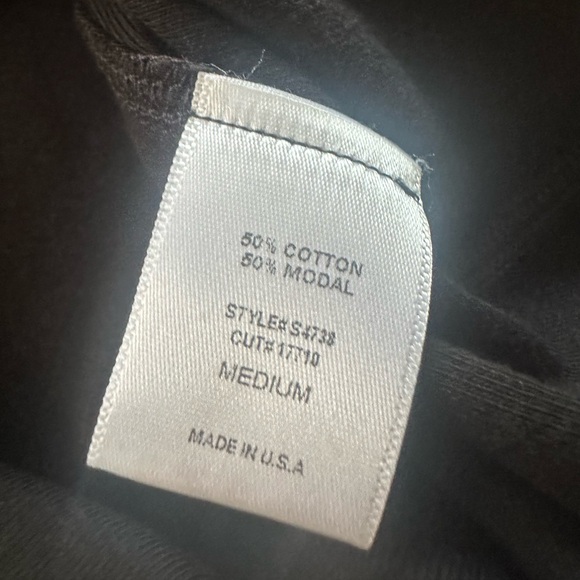 50% COTTON
50% MODAL
STYLE# S4738
CUT# 17710
MEDIUM
MADE IN U.S.A